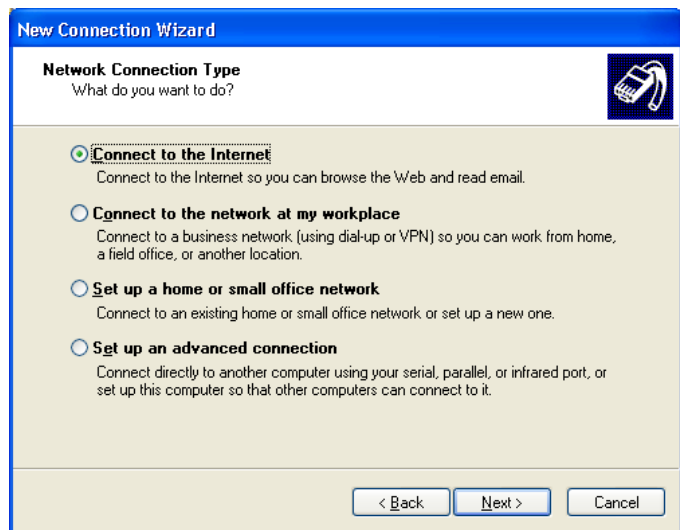 New Connection Wizard
Network Connection Type
What do you want to do?
Connect to the Internet
Connect to the Internet so you can browse the Web and read email.
Connect to the network at my workplace
Connect to a business network (using dial-up or VPN) so you can work from home,
a field office, or another location.
Set up a home or small office network
Connect to an existing home or small office network or set up a new one.
Set up an advanced connection
Connect directly to another computer using your serial, parallel, or infrared port, or
set up this computer so that other computers can connect to it.
< Back Next > Cancel